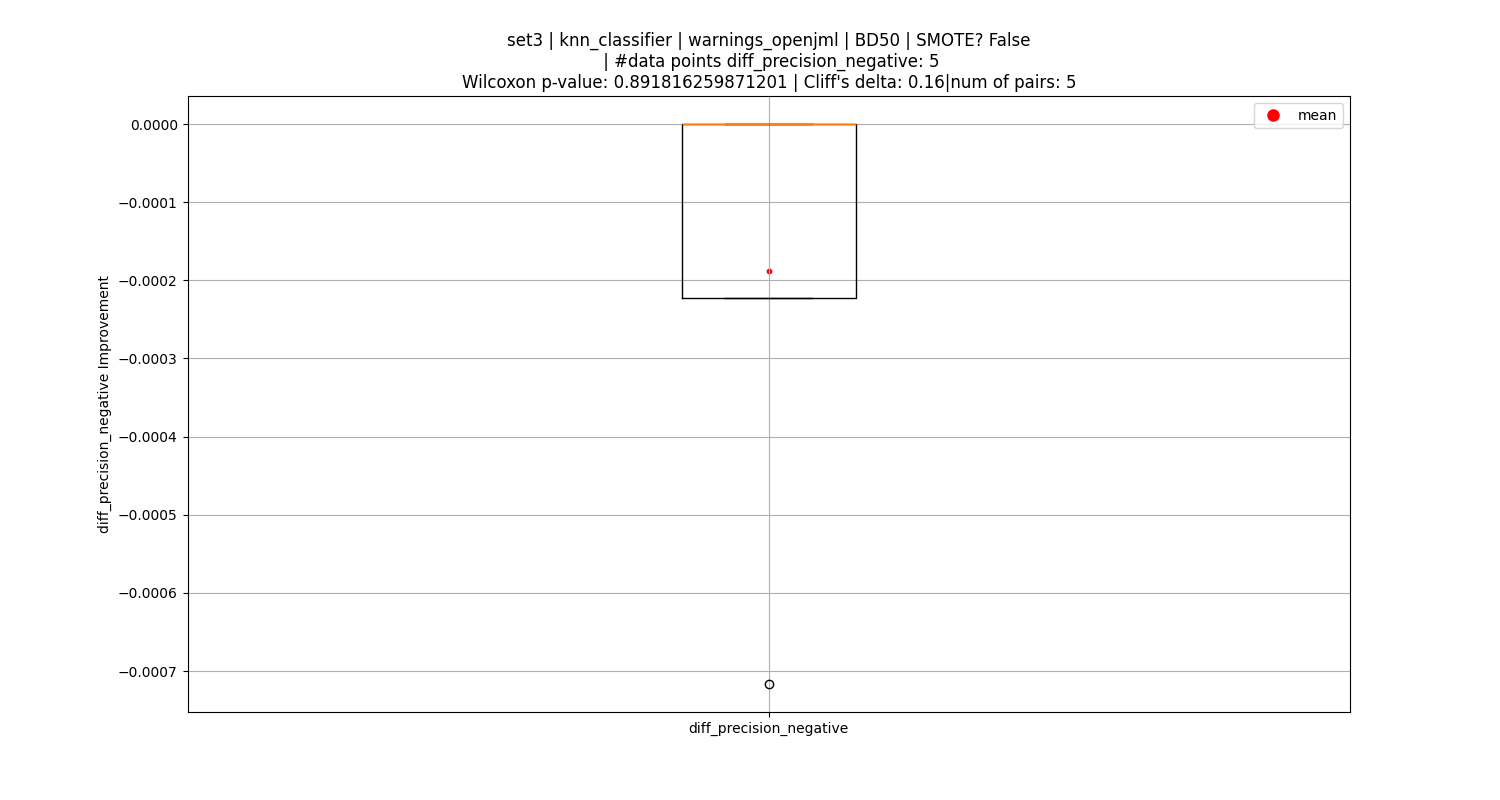 set3 | knn_classifier | warnings_openjml | BD50 | SMOTE? False
| #data points diff_precision_negative: 5
Wilcoxon p-value: 0.891816259871201 | Cliff's delta: 0.16|num of pairs: 5
mean
0.0000
−0.0001
−0.0002
−0.0003
−0.0004
−0.0005
−0.0006
−0.0007
diff_precision_negative Improvement
diff_precision_negative